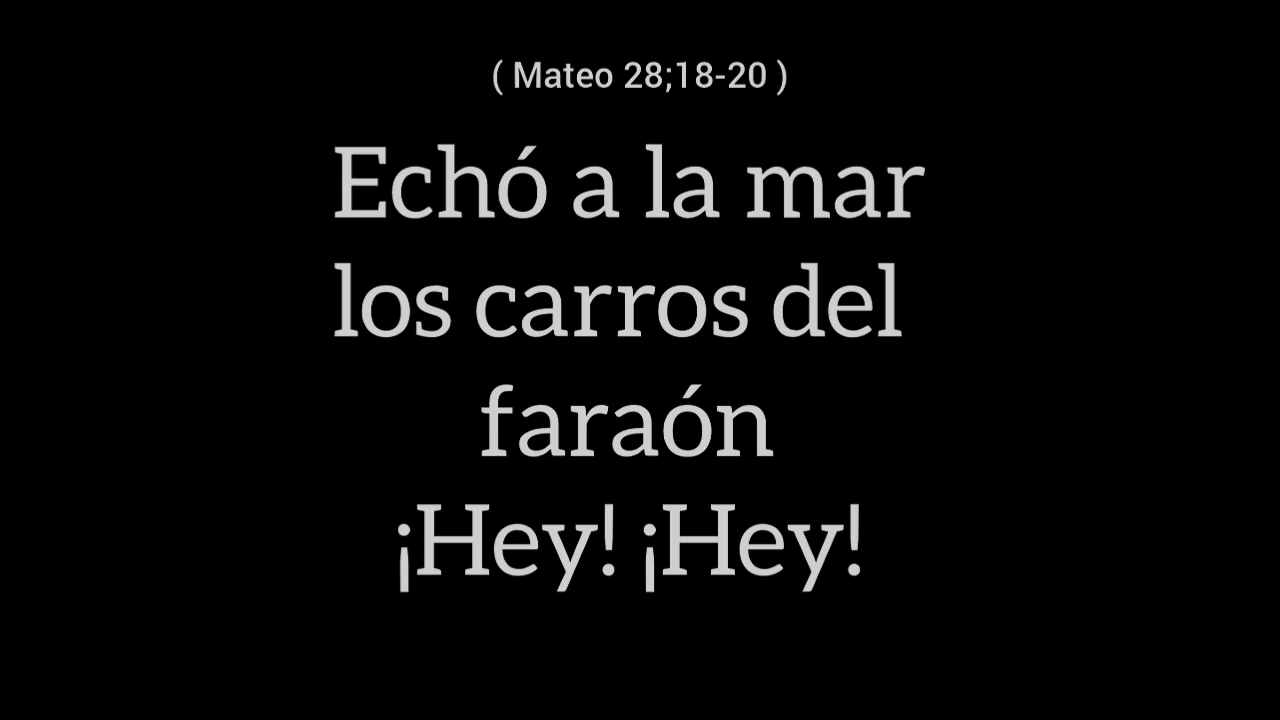 ( Mateo 28;18-20 )
Echó a la mar
los carros del
faraón
¡Hey! ¡Hey!